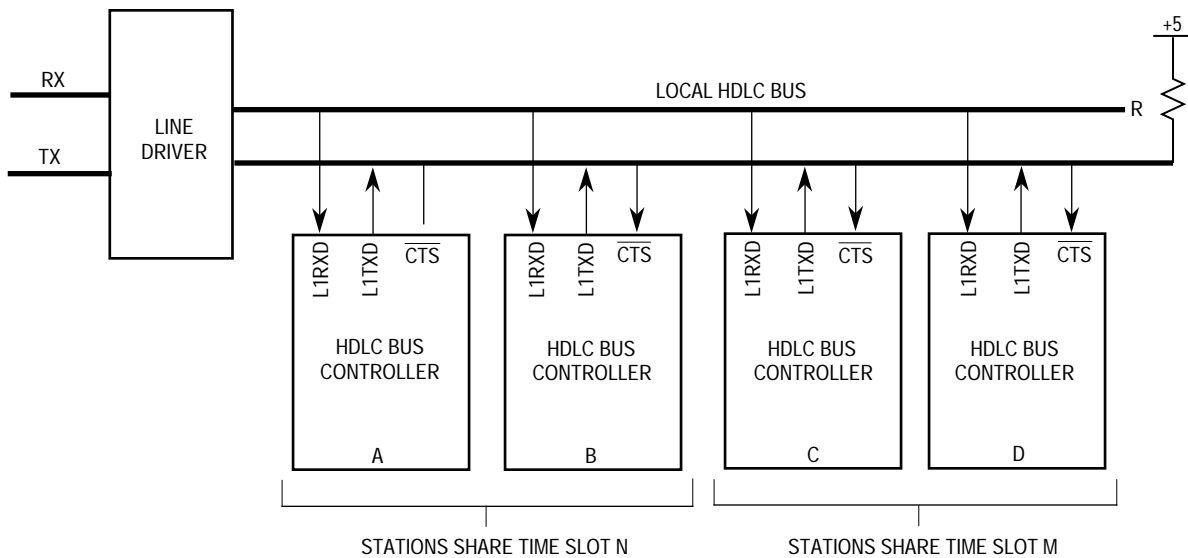 +5
RX
LOCAL HDLC BUS
R
LINE
DRIVER
TX
L1RXD
L1TXD
CTS
L1RXD
L1TXD
CTS
L1RXD
L1TXD
CTS
L1RXD
L1TXD
CTS
HDLC BUS
CONTROLLER
HDLC BUS
CONTROLLER
HDLC BUS
CONTROLLER
HDLC BUS
CONTROLLER
A
B
C
D
STATIONS SHARE TIME SLOT N
STATIONS SHARE TIME SLOT M